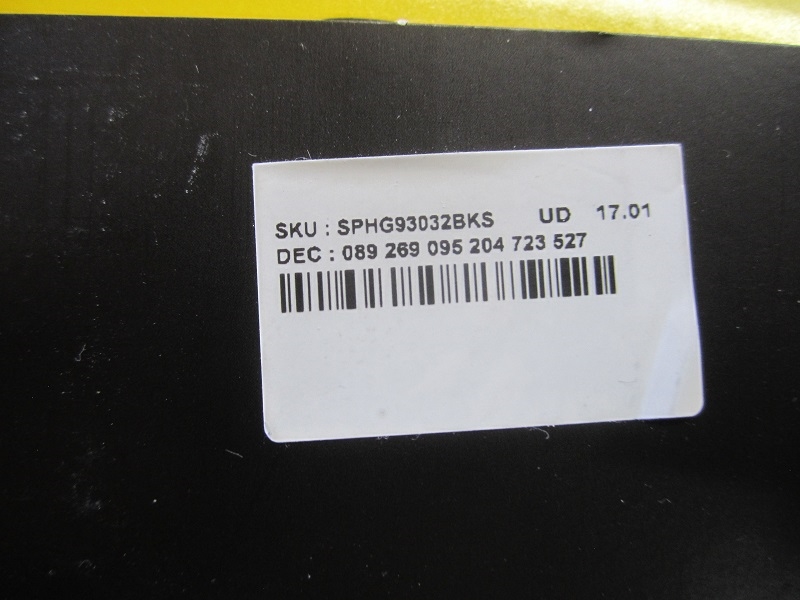 SKU : SPHG93032BKS UD 17.01
DEC : 089 269 095 204 723 527